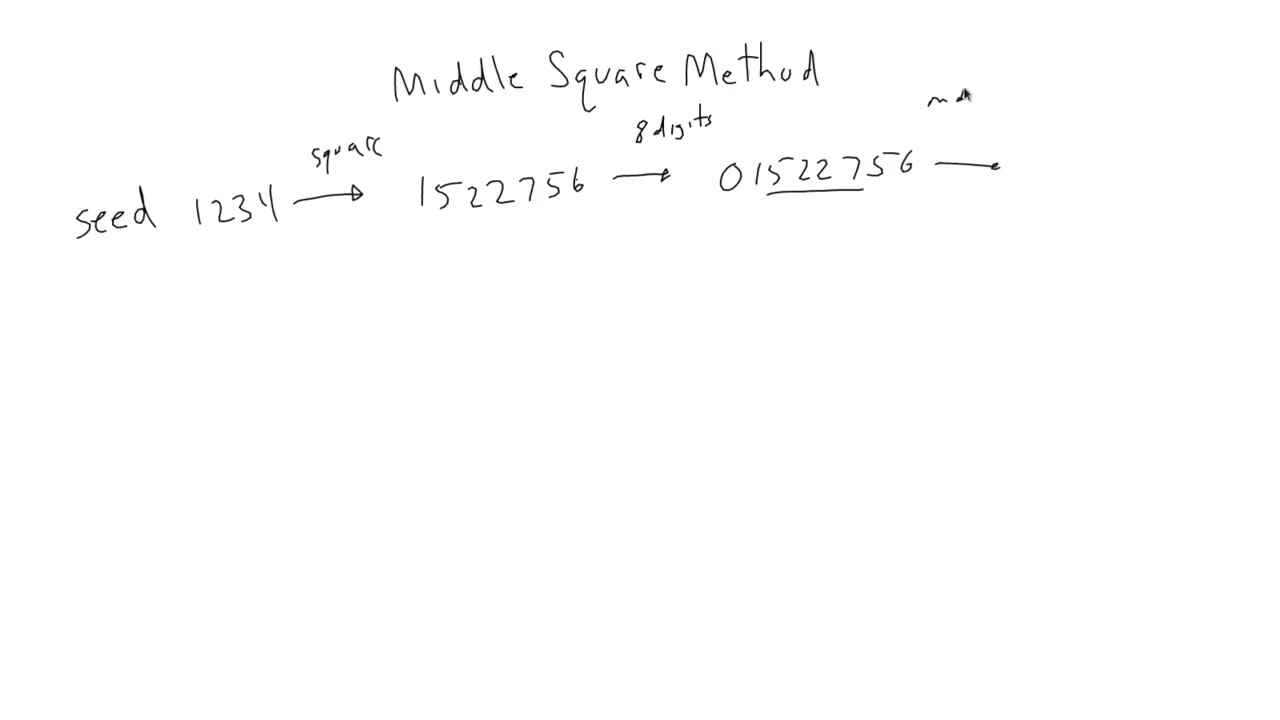 Middle Square Method
square 8 digits
seed 1234 → 1522756 → 01522756 →